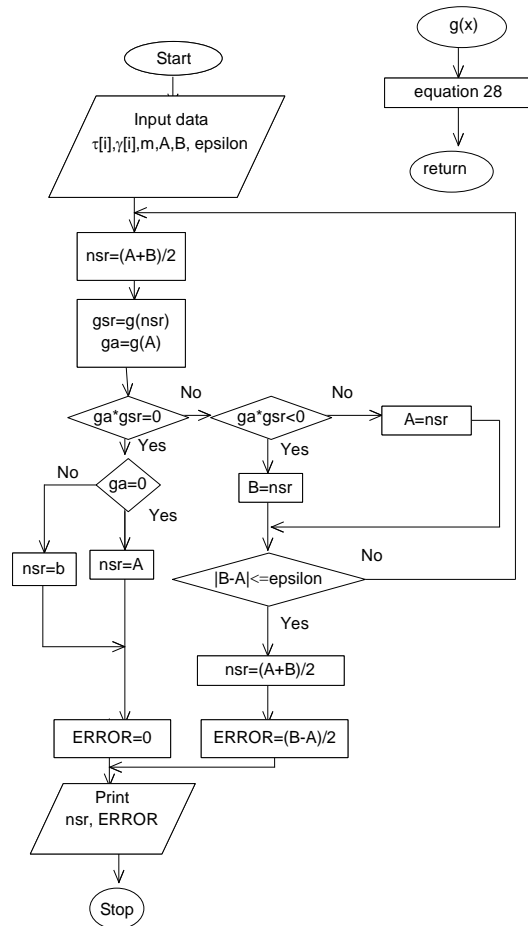 g(x)
Start
equation 28
Input data
τ[i],γ[i],m,A,B, epsilon
return
nsr=(A+B)/2
gsr=g(nsr)
ga=g(A)
No
No
ga*gsr=0
ga*gsr<0
A=nsr
Yes
Yes
No
ga=0
B=nsr
Yes
No
nsr=b
nsr=A
|B-A|<=epsilon
Yes
nsr=(A+B)/2
ERROR=0
ERROR=(B-A)/2
Print
nsr, ERROR
Stop